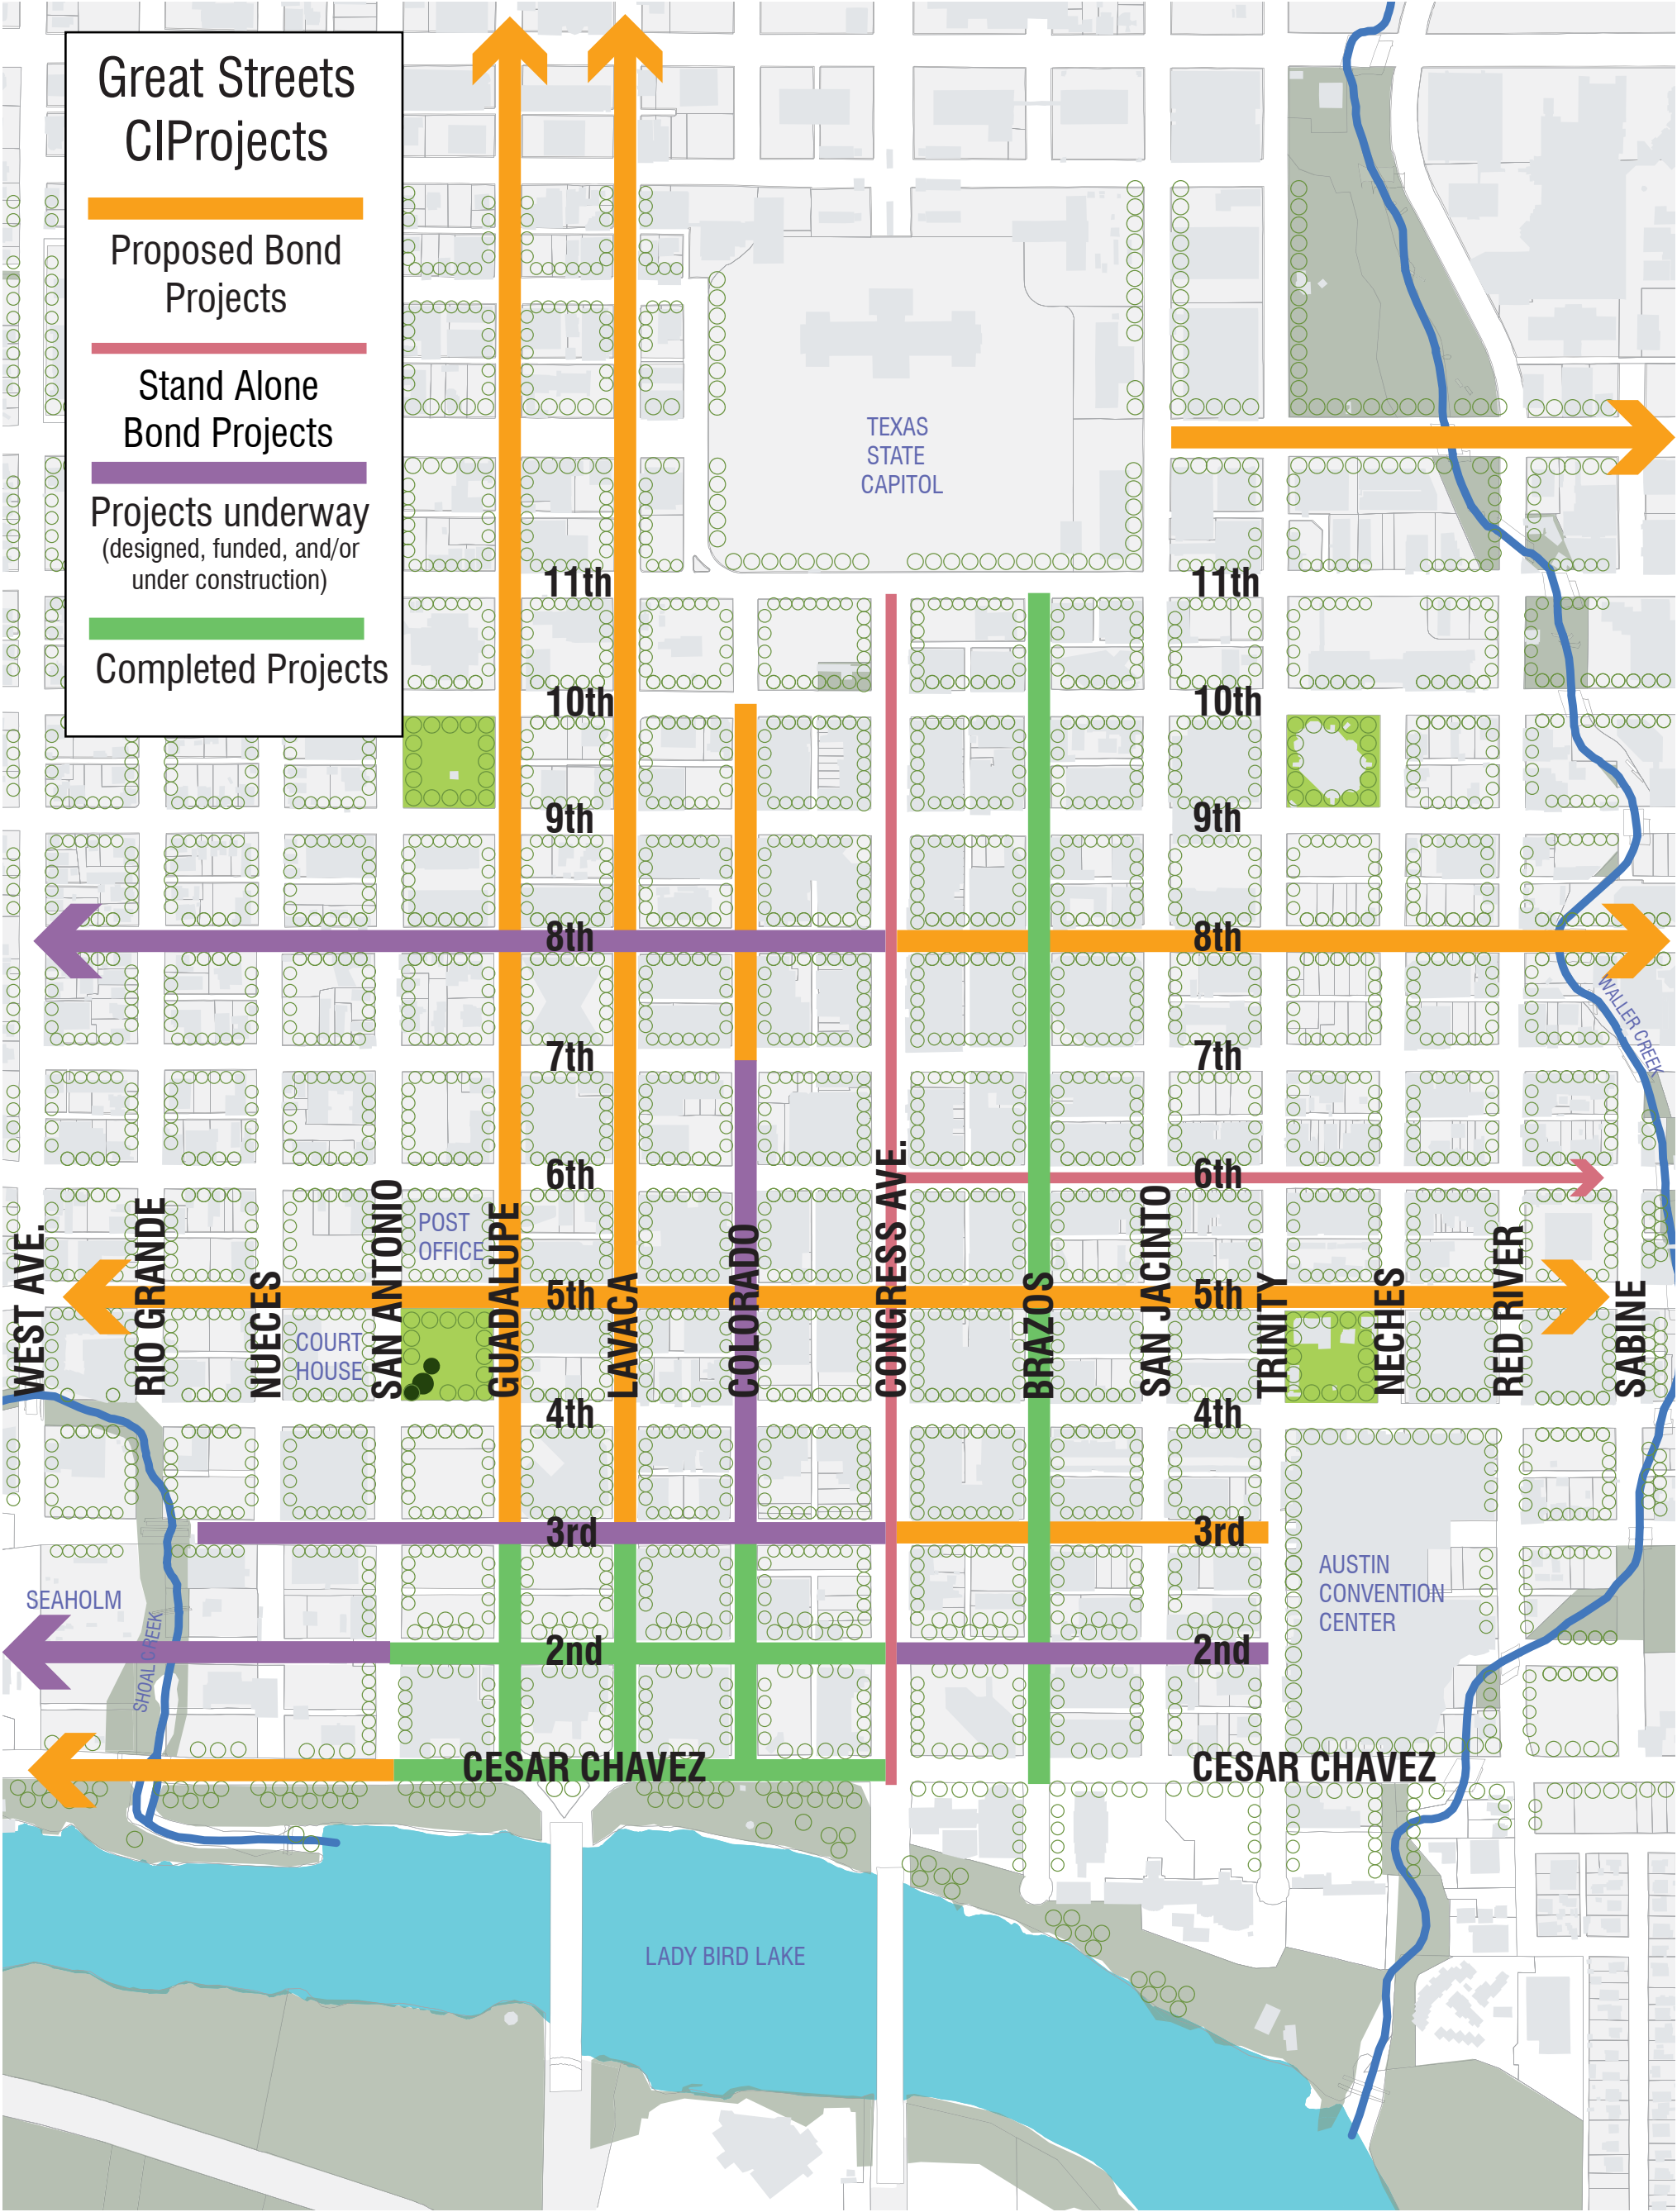 Great Streets
CIProjects
Proposed Bond
Projects
Stand Alone
Bond Projects
Projects underway
(designed, funded, and/or
under construction)
Completed Projects
TEXAS
STATE
CAPITOL
11th
11th
10th
10th
9th
9th
8th
8th
WALLER CREEK
7th
7th
6th
6th
WEST AVE.
RIO GRANDE
NUECES
SAN ANTONIO
POST
OFFICE
GUADALUPE
LAVACA
COLORADO
CONGRESS AVE.
BRAZOS
SAN JACINTO
TRINITY
NECHES
RED RIVER
SABINE
5th
5th
COURT
HOUSE
4th
4th
3rd
3rd
SEAHOLM
SHOAL CREEK
AUSTIN
CONVENTION
CENTER
2nd
2nd
CESAR CHAVEZ
CESAR CHAVEZ
LADY BIRD LAKE